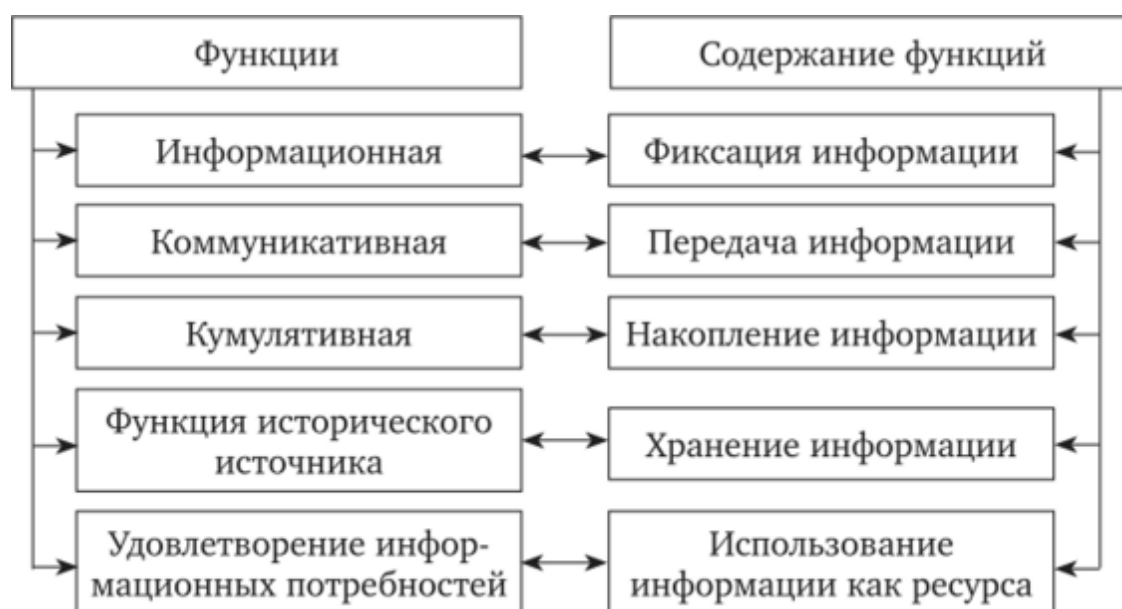 Функции
Содержание функций
Информационная
Фиксация информации
Коммуникативная
Передача информации
Кумулятивная
Накопление информации
Функция исторического
источника
Хранение информации
Удовлетворение инфор-
мационных потребностей
Использование
информации как ресурса